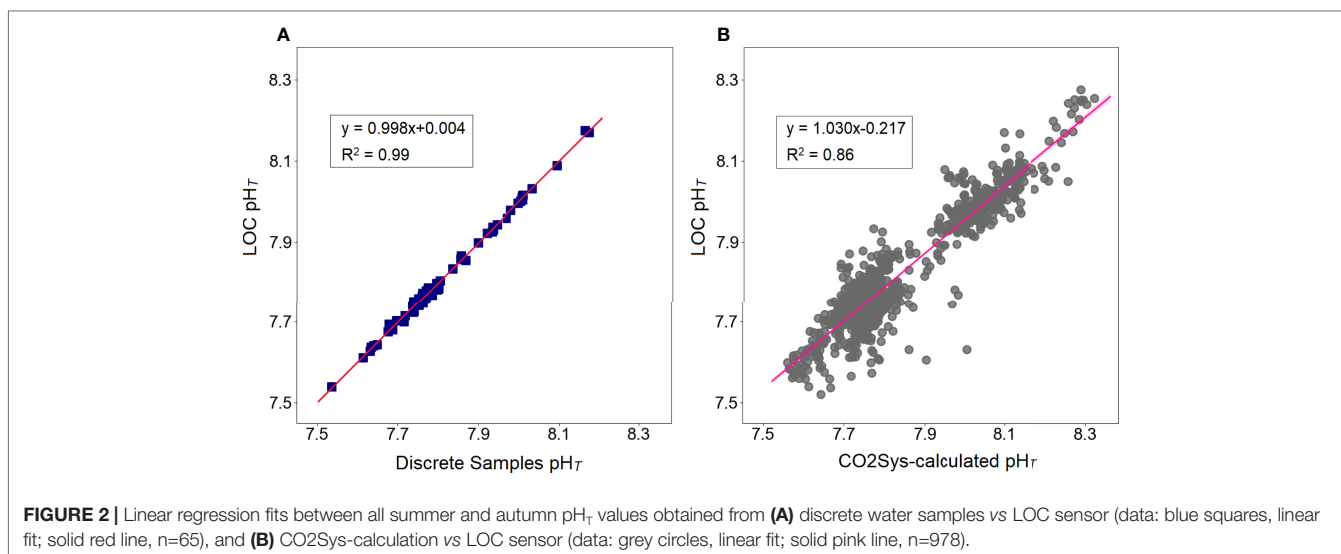 A
8.3
8.1
7.9
7.7
7.5
LOC pHT
y = 0.998x+0.004
R² = 0.99
7.5 7.7 7.9 8.1 8.3
Discrete Samples pHT
B
8.3
8.1
7.9
7.7
7.5
LOC pHT
y = 1.030x-0.217
R² = 0.86
7.5 7.7 7.9 8.1 8.3
CO2Sys-calculated pHT
FIGURE 2 | Linear regression fits between all summer and autumn pHT values obtained from (A) discrete water samples vs LOC sensor (data: blue squares, linear
fit; solid red line, n=65), and (B) CO2Sys-calculation vs LOC sensor (data: grey circles, linear fit; solid pink line, n=978).